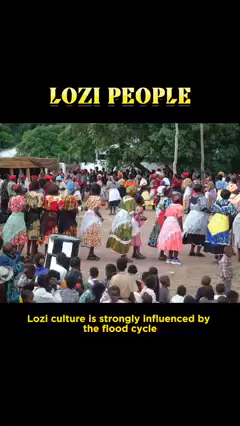 LOZI PEOPLE
Lozi culture is strongly influenced by
the flood cycle